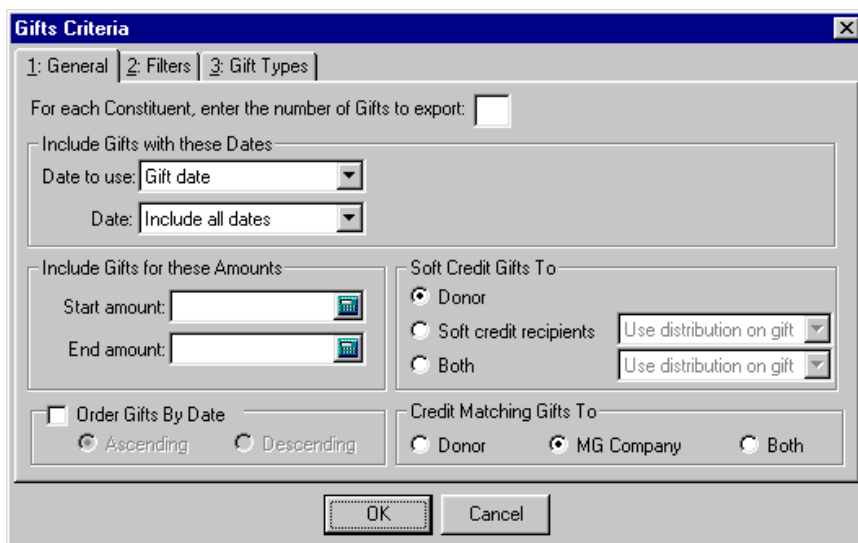 Gifts Criteria
1: General 2: Filters 3: Gift Types
For each Constituent, enter the number of Gifts to export:
Include Gifts with these Dates
Date to use: Gift date
Date: Include all dates
Include Gifts for these Amounts
Start amount:
End amount:
Soft Credit Gifts To
Donor
Soft credit recipients Use distribution on gift
Both Use distribution on gift
Order Gifts By Date
Ascending Descending
Credit Matching Gifts To
Donor MG Company Both
OK Cancel